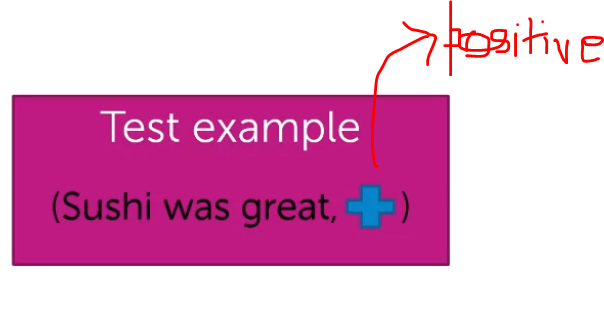 positive
Test example
(Sushi was great, ➕)